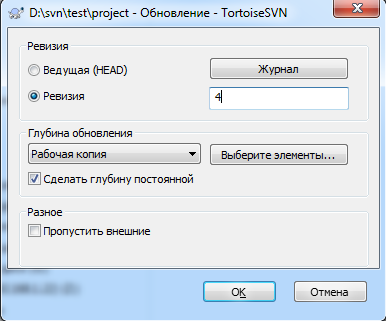 D:\svn\test\project - Обновление - TortoiseSVN
Ревизия
Ведущая (HEAD)
Журнал
Ревизия
4
Глубина обновления
Рабочая копия
Выберите элементы...
Сделать глубину постоянной
Разное
Пропустить внешние
OK
Отмена